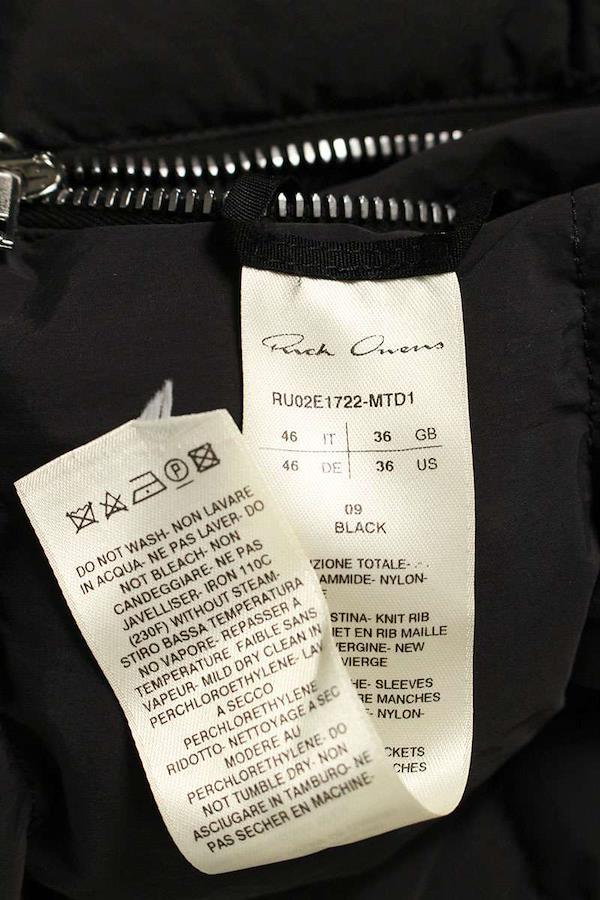 Rick Owens
RU02E1722-MTD1
46 IT 36 GB
46 DE 36 US
09
BLACK
IZIONE TOTALE-
AMMIDE- NYLON-
E
STINA- KNIT RIB
ET EN RIB MAILLE
VERGINE- NEW
VIERGE
HE- SLEEVES
RE MANCHES
- NYLON-
CKETS
CHES
P
DO NOT WASH- NON LAVARE
IN ACQUA- NE PAS LAVER- DO
NOT BLEACH- NON
CANDEGGIARE- NE PAS
JAVELLISER- IRON 110C
(230F) WITHOUT STEAM-
STIRO BASSA TEMPERATURA
NO VAPORE- REPASSER A
TEMPERATURE FAIBLE SANS
VAPEUR- MILD DRY CLEAN IN
PERCHLOROETHYLENE- LAV
A SECCO
PERCHLORETHYLENE
RIDOTTO- NETTOYAGE A SEC
MODERE AU
PERCHLORETHYLENE- DO
NOT TUMBLE DRY- NON
ASCIUGARE IN TAMBURO- NE
PAS SECHER EN MACHINE-